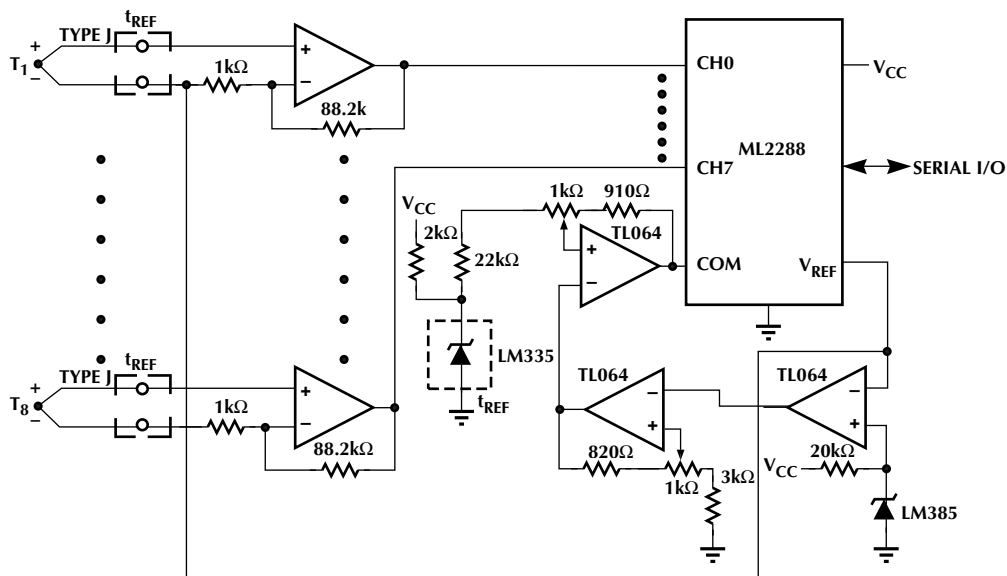 TYPE J
tREF
+
T1
−
1kΩ
+
−
88.2k
CH0
VCC
ML2288
CH7
SERIAL I/O
VCC
2kΩ
22kΩ
1kΩ
910Ω
TL064
+
−
COM
VREF
LM335
tREF
TL064
−
+
TL064
−
+
820Ω
1kΩ
3kΩ
VCC
20kΩ
LM385
TYPE J
tREF
+
T8
−
1kΩ
+
−
88.2kΩ